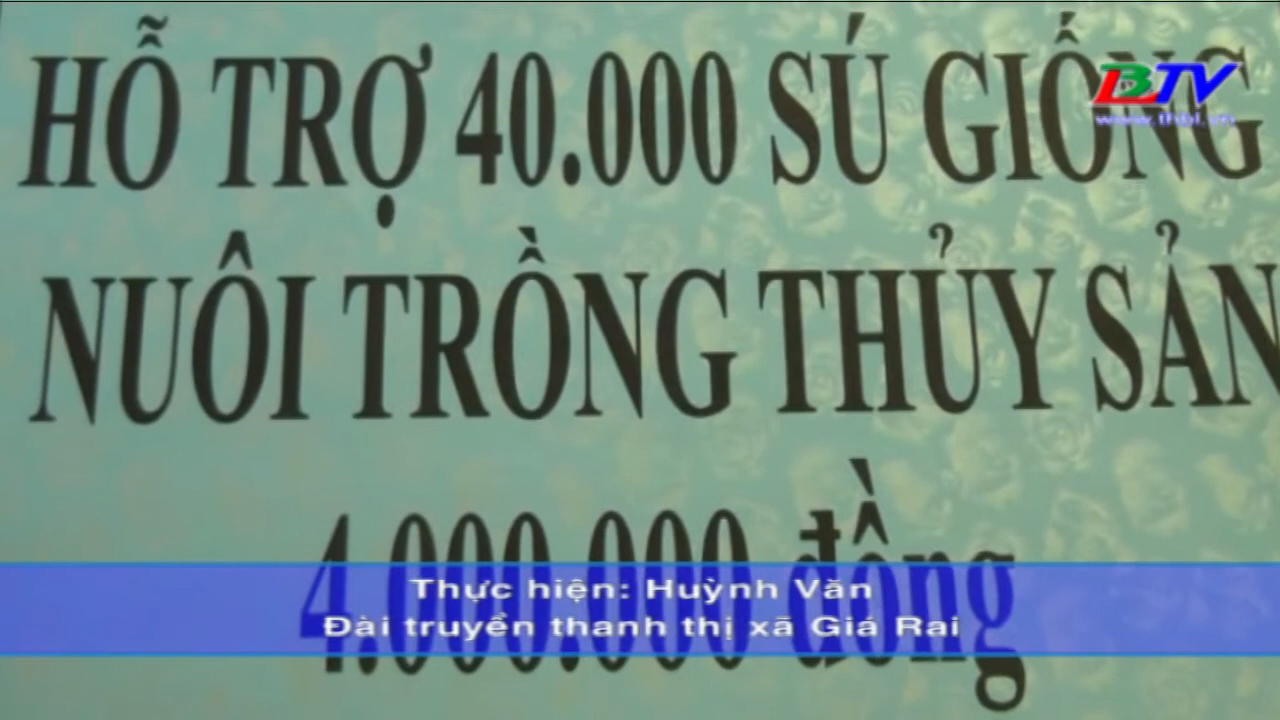 HỖ TRỢ 40.000 SÚ GIỐNG
BTV
www.thbl.vn
NUÔI TRỒNG THỦY SẢN
4.000.000 đồng
Thực hiện: Huỳnh Văn
Đài truyền thanh thị xã Giá Rai